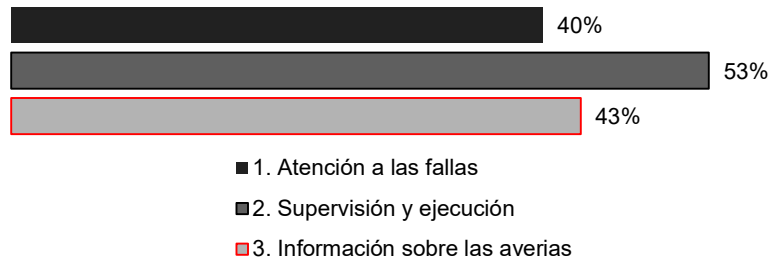 40%
53%
43%
1. Atención a las fallas
2. Supervisión y ejecución
3. Información sobre las averias